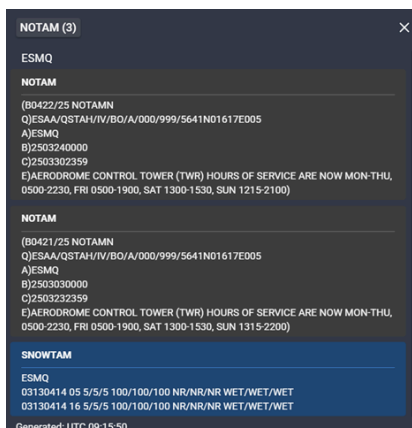 NOTAM (3)
ESMQ
NOTAM
(B0422/25 NOTAMN
Q)ESAA/QSTAH/IV/BO/A/000/999/5641N01617E005
A)ESMQ
B)2503240000
C)2503302359
E)AERODROME CONTROL TOWER (TWR) HOURS OF SERVICE ARE NOW MON-THU,
0500-2230, FRI 0500-1900, SAT 1300-1530, SUN 1215-2100)
NOTAM
(B0421/25 NOTAMN
Q)ESAA/QSTAH/IV/BO/A/000/999/5641N01617E005
A)ESMQ
B)2503030000
C)2503232359
E)AERODROME CONTROL TOWER (TWR) HOURS OF SERVICE ARE NOW MON-THU,
0500-2230, FRI 0500-1900, SAT 1300-1530, SUN 1315-2200)
SNOWTAM
ESMQ
03130414 05 5/5/5 100/100/100 NR/NR/NR WET/WET/WET
03130414 16 5/5/5 100/100/100 NR/NR/NR WET/WET/WET
Generated: UTC 09:15:50